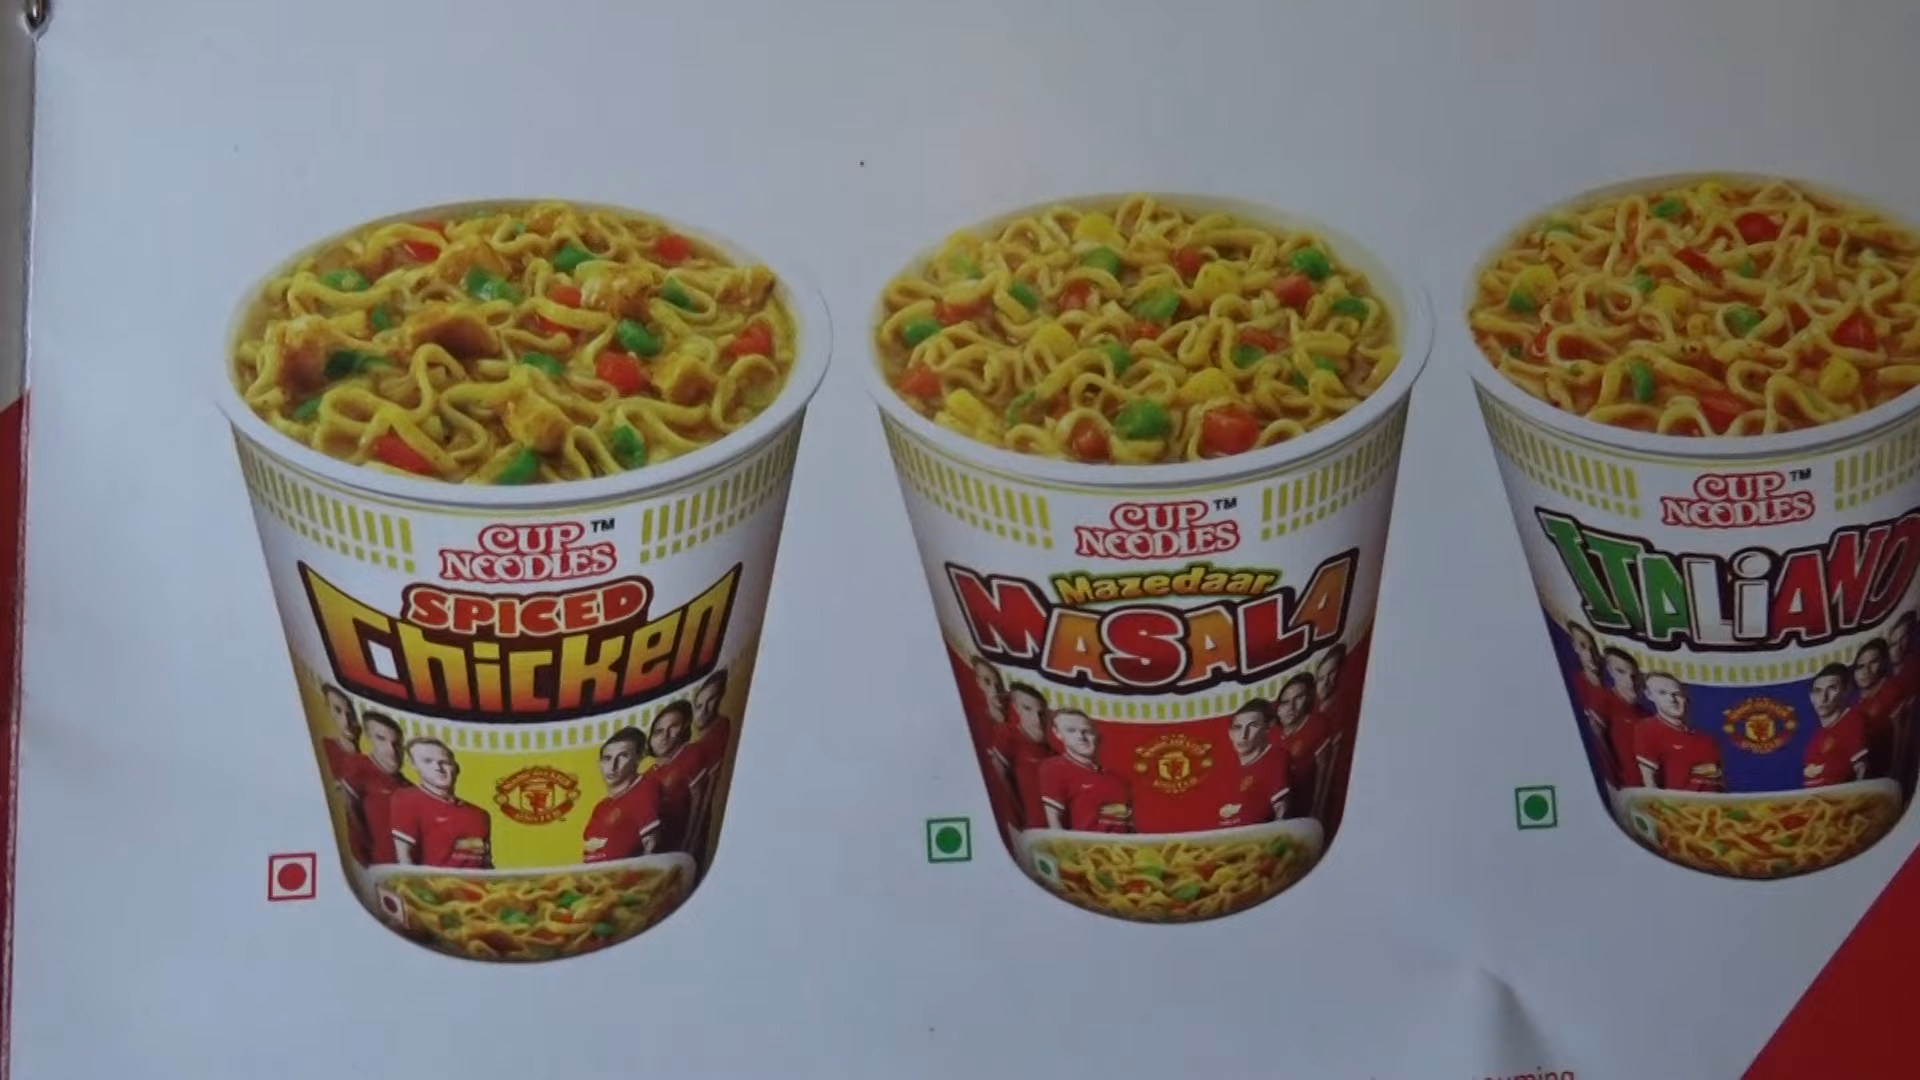 CUP NOODLES™
SPICED
Chicken
CUP NOODLES™
Mazedaar
MASALA
CUP NOODLES™
ITALIANO